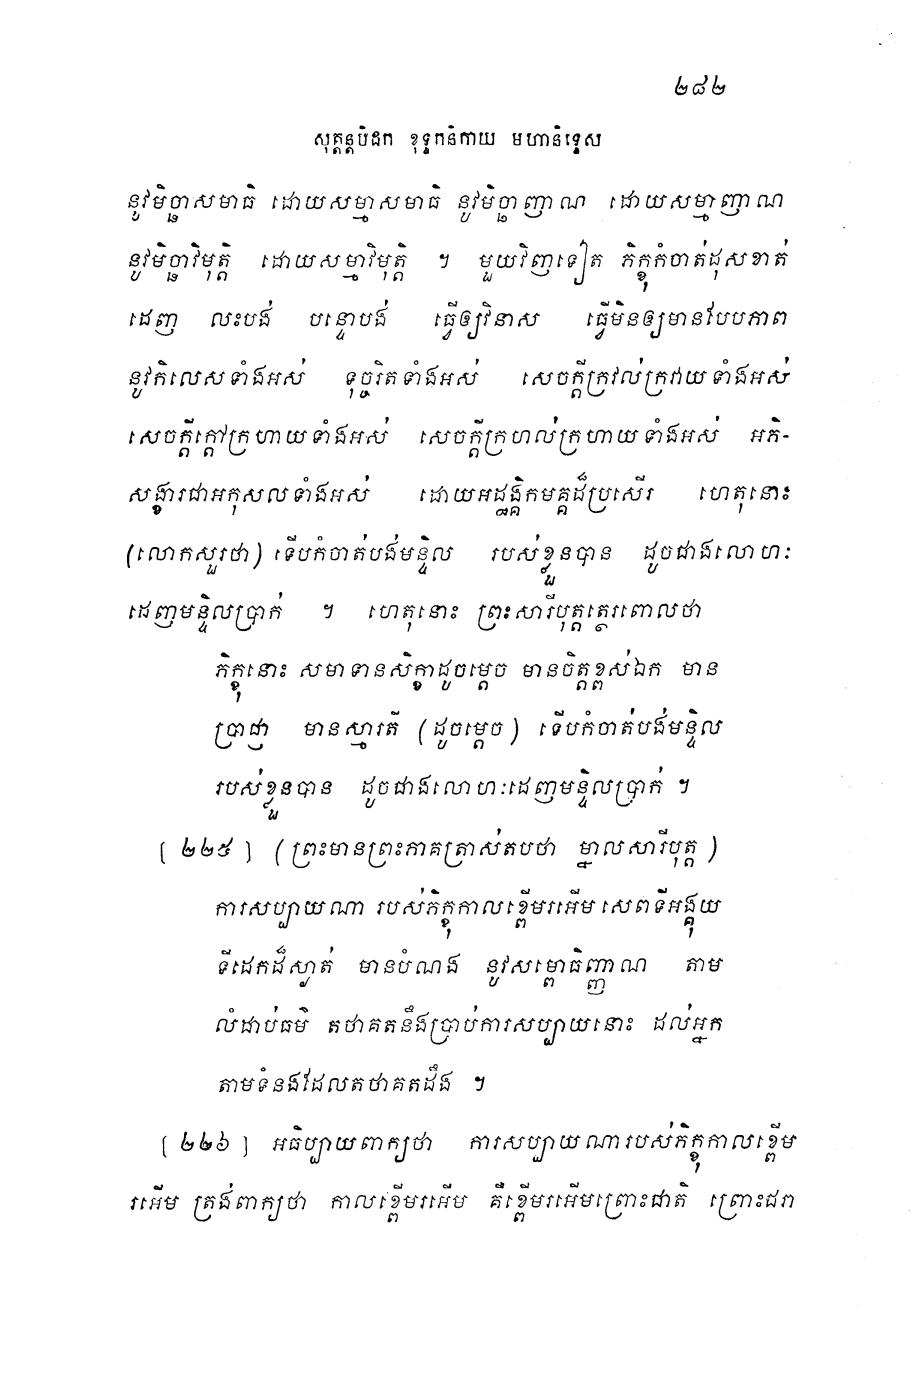 ២៨២
សុត្តន្តបិដក ខុទ្ទកនិកាយ មហានិទ្ទេស
នូវមិច្ឆាសមាធិ ដោយសម្មាសមាធិ នូវមិច្ឆាញាណ ដោយសម្មាញាណ
នូវមិច្ឆាវិមុត្តិ ដោយសម្មាវិមុត្តិ ។ មួយវិញទៀត ភិក្ខុកំចាត់ដុសខាត់
ដេញ លះបង់ បន្ទោបង់ ធ្វើឲ្យវិនាស ធ្វើមិនឲ្យមានបែបភាព
នូវកិលេសទាំងអស់ ទុច្ចរិតទាំងអស់ សេចក្តីក្រវល់ក្រវាយទាំងអស់
សេចក្តីក្តៅក្រហាយទាំងអស់ សេចក្តីក្រហល់ក្រហាយទាំងអស់ អភិ-
សង្ខារជាអកុសលទាំងអស់ ដោយអដ្ឋង្គិកមគ្គដ៏ប្រសើរ ហេតុនោះ
(លោកសួរថា) ទើបកំចាត់បង់មន្ទិល របស់ខ្លួនបាន ដូចជាងលោហៈ
ដេញមន្ទិលប្រាក់ ។ ហេតុនោះ ព្រះសារីបុត្តត្ថេរពោលថា
ភិក្ខុនោះ សមាទានសិក្ខាដូចម្តេច មានចិត្តខ្ពស់ឯក មាន
ប្រាជ្ញា មានស្មារតី (ដូចម្តេច) ទើបកំចាត់បង់មន្ទិល
របស់ខ្លួនបាន ដូចជាងលោហៈដេញមន្ទិលប្រាក់ ។
[ ២២៥ ] (ព្រះមានព្រះភាគត្រាស់តបថា ម្នាលសារីបុត្ត )
ការសប្បាយណា របស់ភិក្ខុកាលខ្ពើមរអើម សេពទីអង្គុយ
ទីដេកដ៏ស្ងាត់ មានបំណង នូវសម្ពោធិញ្ញាណ តាម
លំដាប់ធម៌ តថាគតនឹងប្រាប់ការសប្បាយនោះ ដល់អ្នក
តាមទំនងដែលតថាគតដឹង ។
[ ២២៦ ] អធិប្បាយពាក្យថា ការសប្បាយណារបស់ភិក្ខុកាលខ្ពើម
រអើម ត្រង់ពាក្យថា កាលខ្ពើមរអើម គឺខ្ពើមរអើមព្រោះជាតិ ព្រោះជរា